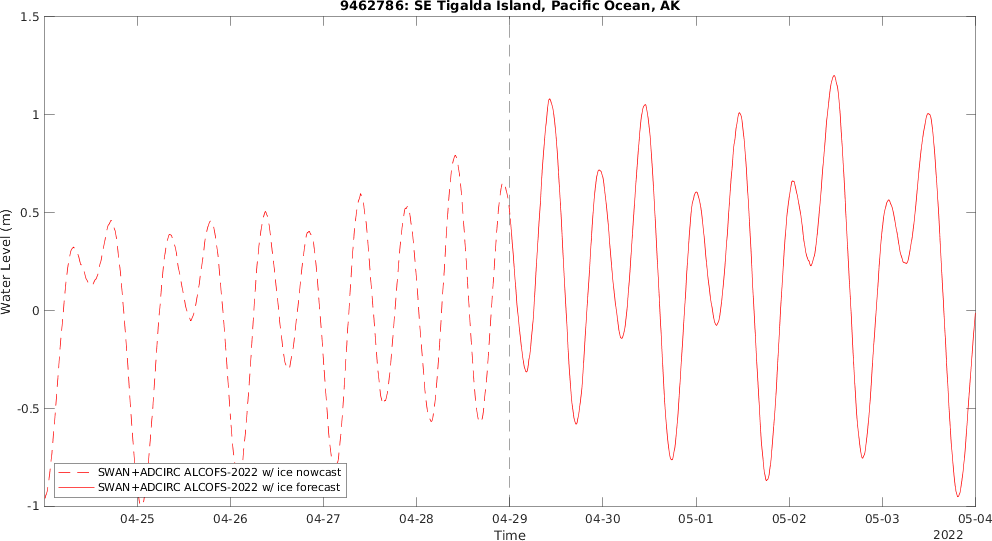 9462786: SE Tigalda Island, Pacific Ocean, AK
1.5
1
0.5
0
-0.5
-1
Water Level (m)
SWAN+ADCIRC ALCOFS-2022 w/ ice nowcast
SWAN+ADCIRC ALCOFS-2022 w/ ice forecast
04-25 04-26 04-27 04-28 04-29 04-30 05-01 05-02 05-03 05-04
Time
2022